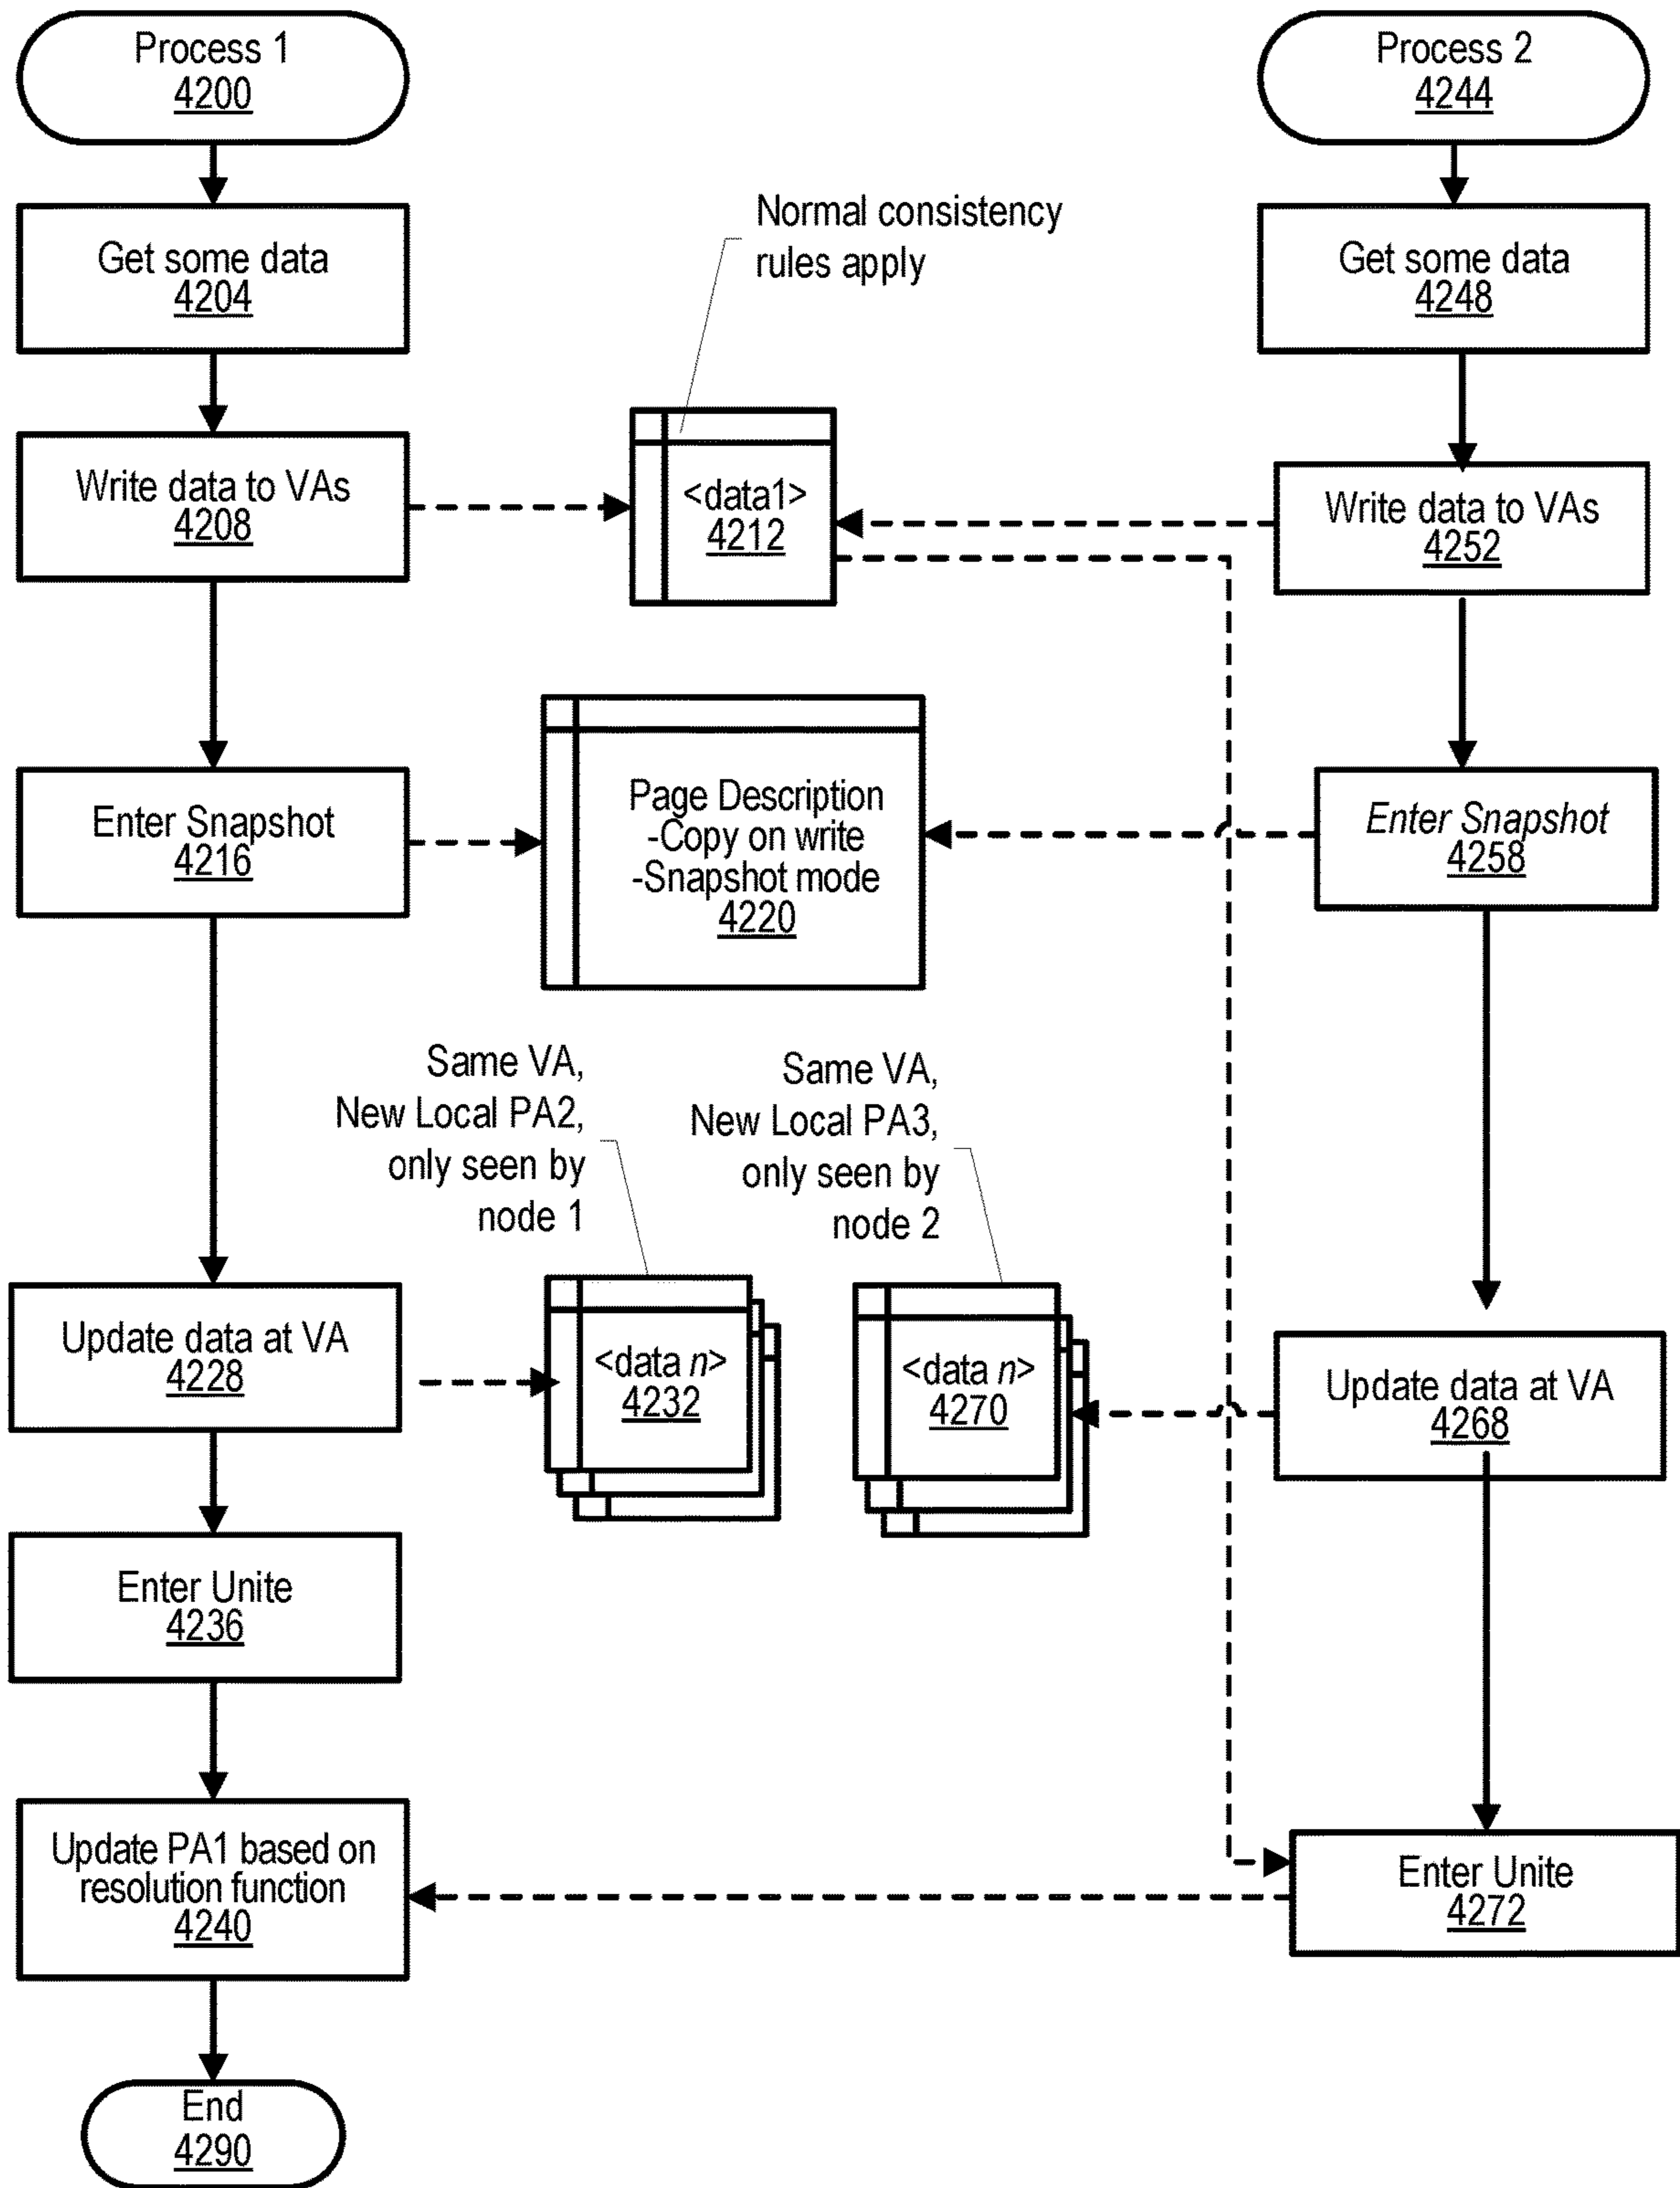 Process 1
4200
Process 2
4244
Get some data
4204
Normal consistency
rules apply
Get some data
4248
Write data to VAs
4208
<data1>
4212
Write data to VAs
4252
Enter Snapshot
4216
Page Description
-Copy on write
-Snapshot mode
4220
Enter Snapshot
4258
Same VA,
New Local PA2,
only seen by
node 1
Same VA,
New Local PA3,
only seen by
node 2
Update data at VA
4228
<data n>
4232
<data n>
4270
Update data at VA
4268
Enter Unite
4236
Update PA1 based on
resolution function
4240
Enter Unite
4272
End
4290